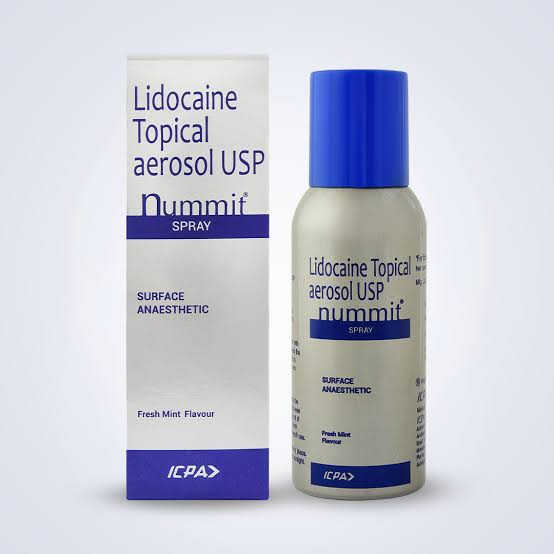 Lidocaine
Topical
aerosol USP
nummit®
SPRAY
SURFACE
ANAESTHETIC
Fresh Mint Flavour
ICPA
Lidocaine Topical
aerosol USP
nummit®
SPRAY
SURFACE
ANAESTHETIC
Fresh Mint
Flavour
ICPA